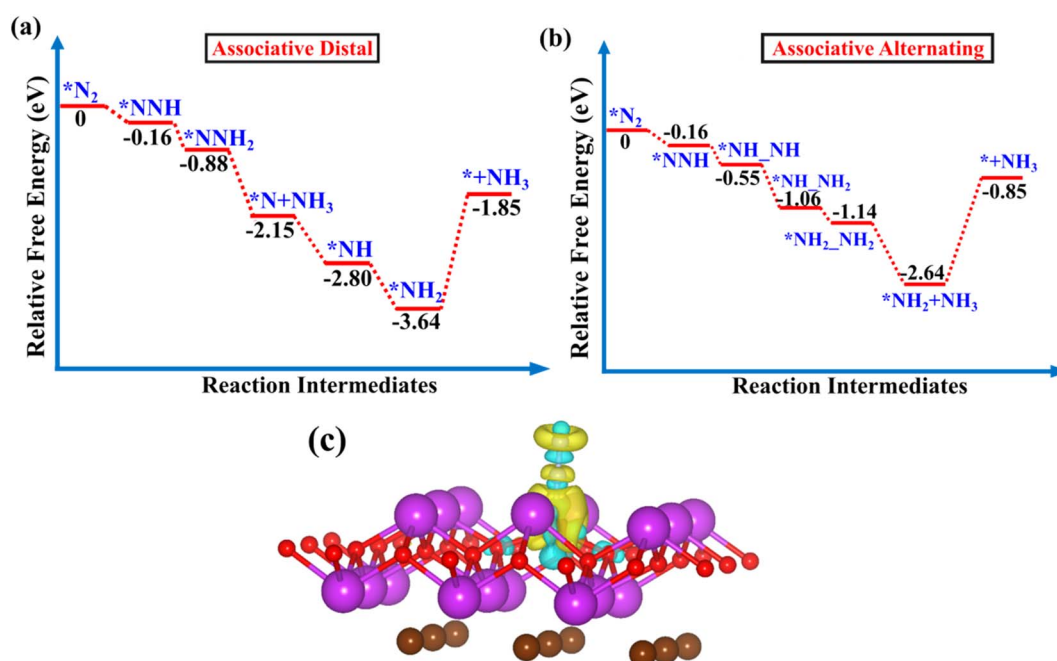 (a)
Associative Distal
Relative Free Energy (eV)
*N₂
0
*NNH
-0.16
*NNH₂
-0.88
*N+NH₃
-2.15
*NH
-2.80
*NH₂
-3.64
*+NH₃
-1.85
Reaction Intermediates
(b)
Associative Alternating
Relative Free Energy (eV)
*N₂
0
-0.16
*NNH
*NH_NH
-0.55
*NH_NH₂
-1.06
-1.14
*NH₂_NH₂
-2.64
*NH₂+NH₃
*+NH₃
-0.85
Reaction Intermediates
(c)